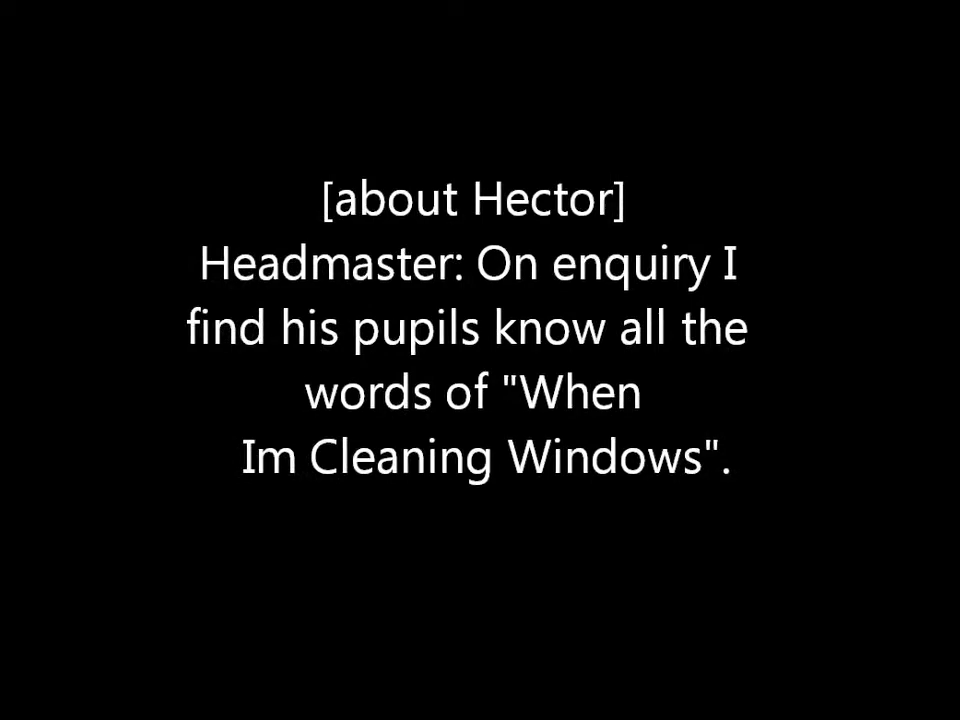 [about Hector]
Headmaster: On enquiry I
find his pupils know all the
words of "When
Im Cleaning Windows".